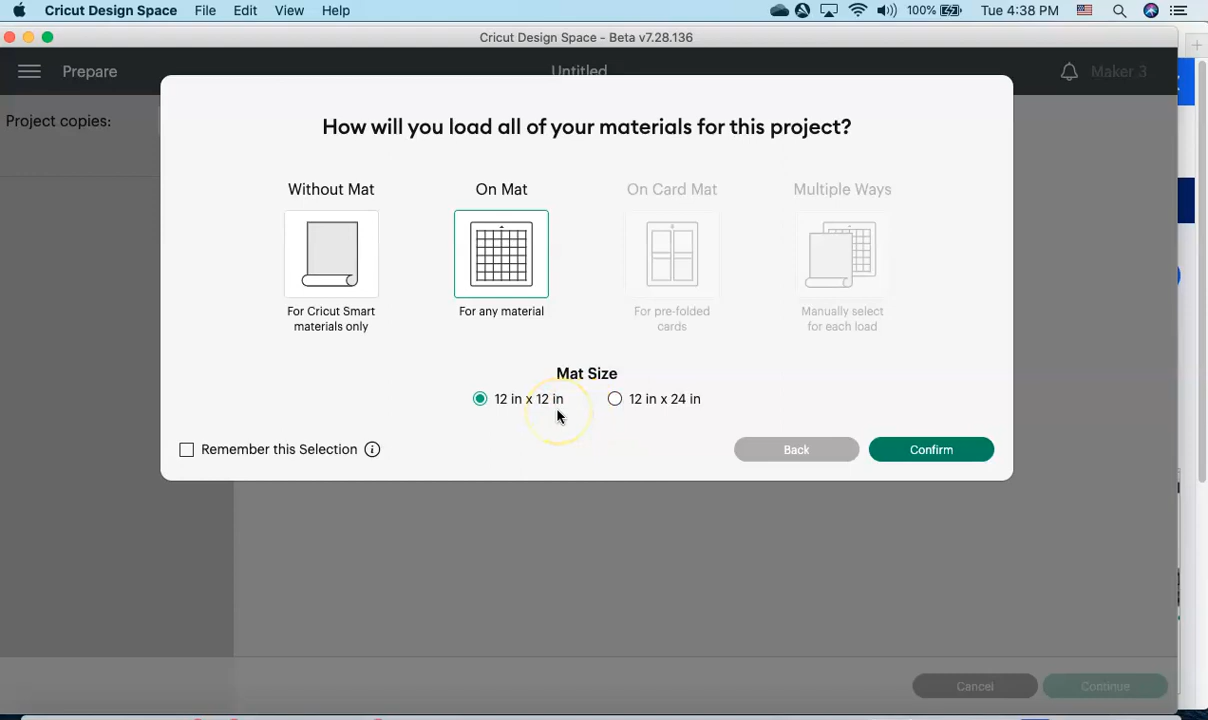 Cricut Design Space File Edit View Help 100% Tue 4:38 PM
Cricut Design Space - Beta v7.28.136
Prepare Untitled Maker 3
Project copies:
How will you load all of your materials for this project?
Without Mat On Mat On Card Mat Multiple Ways
For Cricut Smart For any material For pre-folded Manually select
materials only cards for each load
Mat Size
12 in x 12 in 12 in x 24 in
Remember this Selection Back Confirm
Cancel Continue